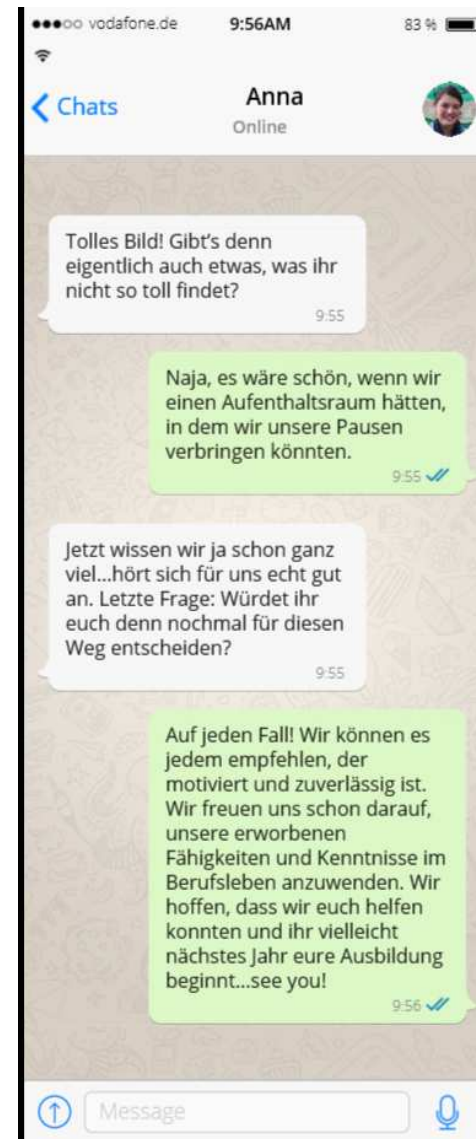 vodafone.de 9:56AM 83 %
Chats Anna
Online
Tolles Bild! Gibt's denn
eigentlich auch etwas, was ihr
nicht so toll findet?
9:55
Naja, es wäre schön, wenn wir
einen Aufenthaltsraum hätten,
in dem wir unsere Pausen
verbringen könnten.
9:55
Jetzt wissen wir ja schon ganz
viel...hört sich für uns echt gut
an. Letzte Frage: Würdet ihr
euch denn nochmal für diesen
Weg entscheiden?
9:55
Auf jeden Fall! Wir können es
jedem empfehlen, der
motiviert und zuverlässig ist.
Wir freuen uns schon darauf,
unsere erworbenen
Fähigkeiten und Kenntnisse im
Berufsleben anzuwenden. Wir
hoffen, dass wir euch helfen
konnten und ihr vielleicht
nächstes Jahr eure Ausbildung
beginnt...see you!
9:56
Message